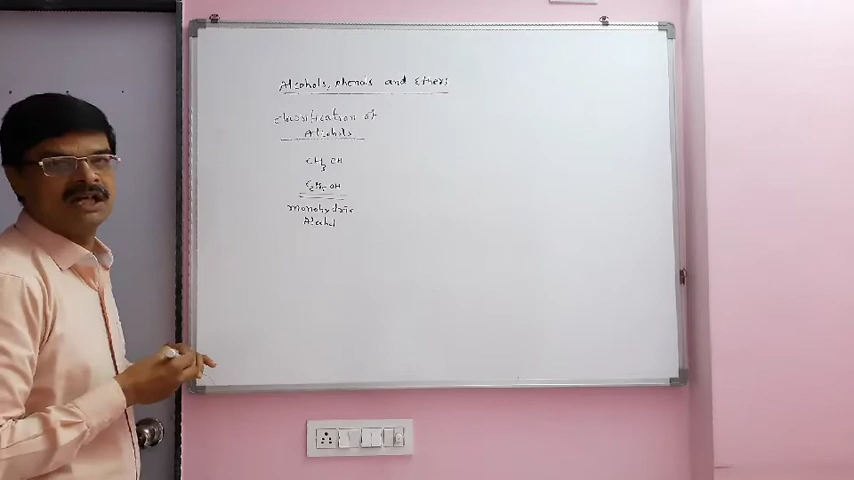 Alcohols, phenols and Ethers
classification of
Alcohols
CH3 OH
C2H5 OH
monohydric
Alcohol